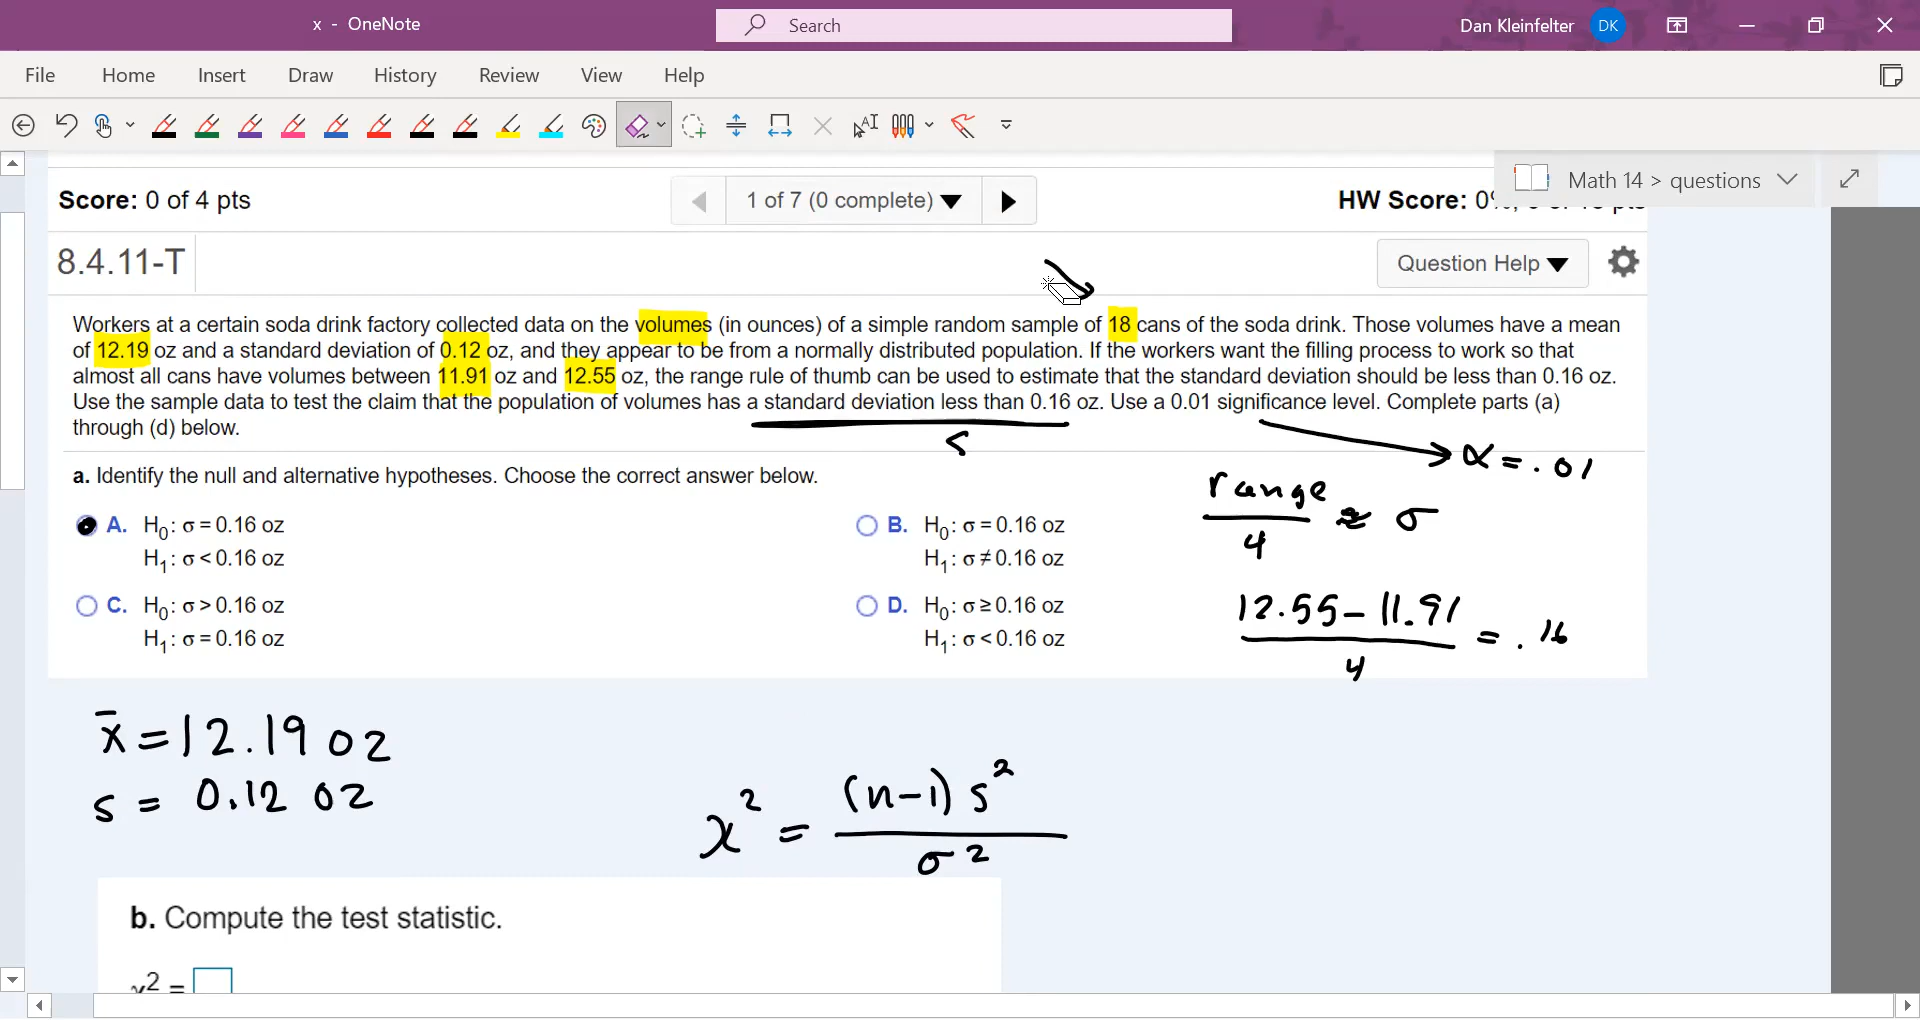 x - OneNote
Search
Dan Kleinfelter DK
File Home Insert Draw History Review View Help
Math 14 > questions
Score: 0 of 4 pts
1 of 7 (0 complete)
HW Score: 0%,
8.4.11-T
Question Help
Workers at a certain soda drink factory collected data on the volumes (in ounces) of a simple random sample of 18 cans of the soda drink. Those volumes have a mean
of 12.19 oz and a standard deviation of 0.12 oz, and they appear to be from a normally distributed population. If the workers want the filling process to work so that
almost all cans have volumes between 11.91 oz and 12.55 oz, the range rule of thumb can be used to estimate that the standard deviation should be less than 0.16 oz.
Use the sample data to test the claim that the population of volumes has a standard deviation less than 0.16 oz. Use a 0.01 significance level. Complete parts (a)
through (d) below.
<
α = .01
a. Identify the null and alternative hypotheses. Choose the correct answer below.
A. H0: σ = 0.16 oz
H1: σ < 0.16 oz
B. H0: σ = 0.16 oz
H1: σ ≠ 0.16 oz
C. H0: σ > 0.16 oz
H1: σ = 0.16 oz
D. H0: σ ≥ 0.16 oz
H1: σ < 0.16 oz
range
4
≈ σ
12.55 - 11.91
4
= .16
x̄ = 12.19 oz
s = 0.12 oz
χ² = (n-1) s²
σ²
b. Compute the test statistic.
χ² =